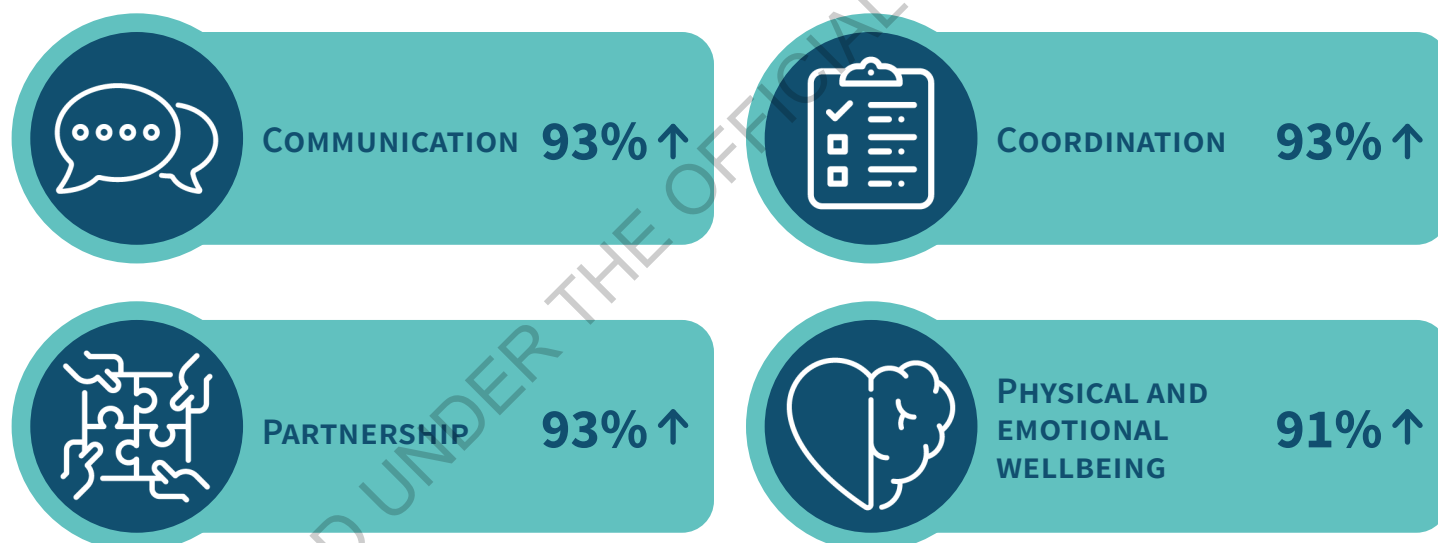 COMMUNICATION 93% ↑
COORDINATION 93% ↑
PARTNERSHIP 93% ↑
PHYSICAL AND
EMOTIONAL
WELLBEING
91% ↑
UNDER THE OFFICIAL